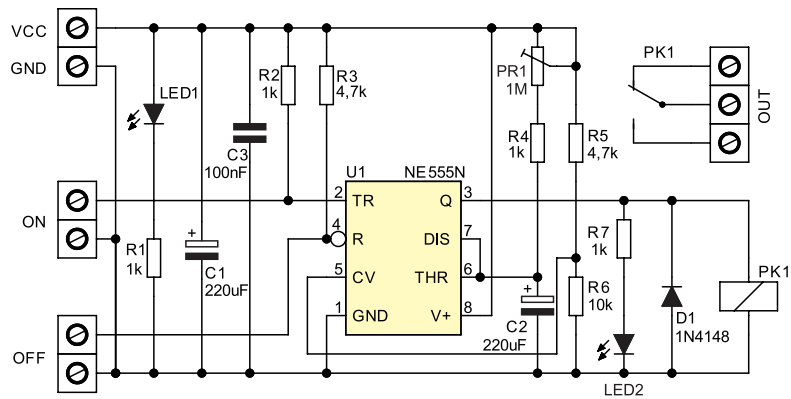 VCC
GND
PK1
LED1
R2
1k
R3
4,7k
PR1
1M
OUT
C3
100nF
R4
1k
R5
4,7k
U1
NE555N
2
TR
Q
3
ON
4
R
DIS
7
R7
1k
R1
1k
+
C1
220uF
5
CV
THR
6
+
R6
10k
PK1
1
GND
V+
8
C2
220uF
D1
1N4148
OFF
LED2